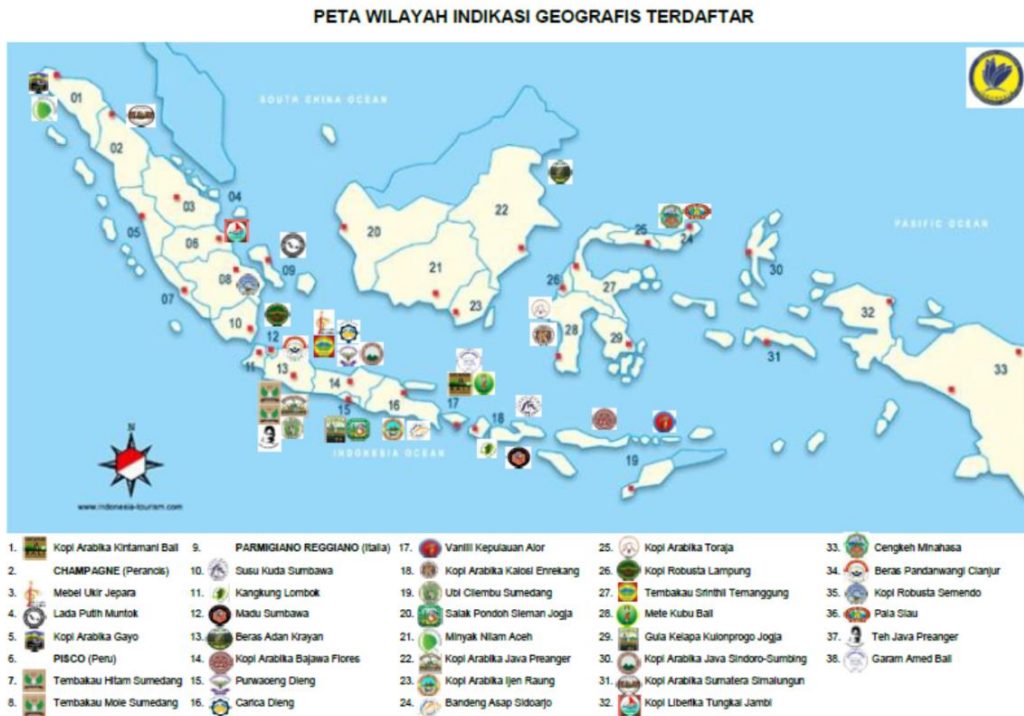 PETA WILAYAH INDIKASI GEOGRAFIS TERDAFTAR
SOUTH CHINA OCEAN
PASIFIC OCEAN
INDONESIA OCEAN
N
www.indonesia-tourism.com
01
02
03
04
05
06
07
08
09
10
11
12
13
14
15
16
17
18
19
20
21
22
23
24
25
26
27
28
29
30
31
32
33
1. Kopi Arabika Kintamani Bali
2. CHAMPAGNE (Perancis)
3. Mebel Ukir Jepara
4. Lada Putih Muntok
5. Kopi Arabika Gayo
6. PISCO (Peru)
7. Tembakau Hitam Sumedang
8. Tembakau Mole Sumedang
9. PARMIGIANO REGGIANO (Italia)
10. Susu Kuda Sumbawa
11. Kangkung Lombok
12. Madu Sumbawa
13. Beras Adan Krayan
14. Kopi Arabika Bajawa Flores
15. Purwaceng Dieng
16. Carica Dieng
17. Vanili Kepulauan Alor
18. Kopi Arabika Kalosi Enrekang
19. Ubi Cilembu Sumedang
20. Salak Pondoh Sleman Jogja
21. Minyak Nilam Aceh
22. Kopi Arabika Java Preanger
23. Kopi Arabika Ijen Raung
24. Bandeng Asap Sidoarjo
25. Kopi Arabika Toraja
26. Kopi Robusta Lampung
27. Tembakau Srinthil Temanggung
28. Mete Kubu Bali
29. Gula Kelapa Kulonprogo Jogja
30. Kopi Arabika Java Sindoro-Sumbing
31. Kopi Arabika Sumatera Simalungun
32. Kopi Liberika Tungkal Jambi
33. Cengkeh Minahasa
34. Beras Pandanwangi Cianjur
35. Kopi Robusta Semendo
36. Pala Siau
37. Teh Java Preanger
38. Garam Amed Bali